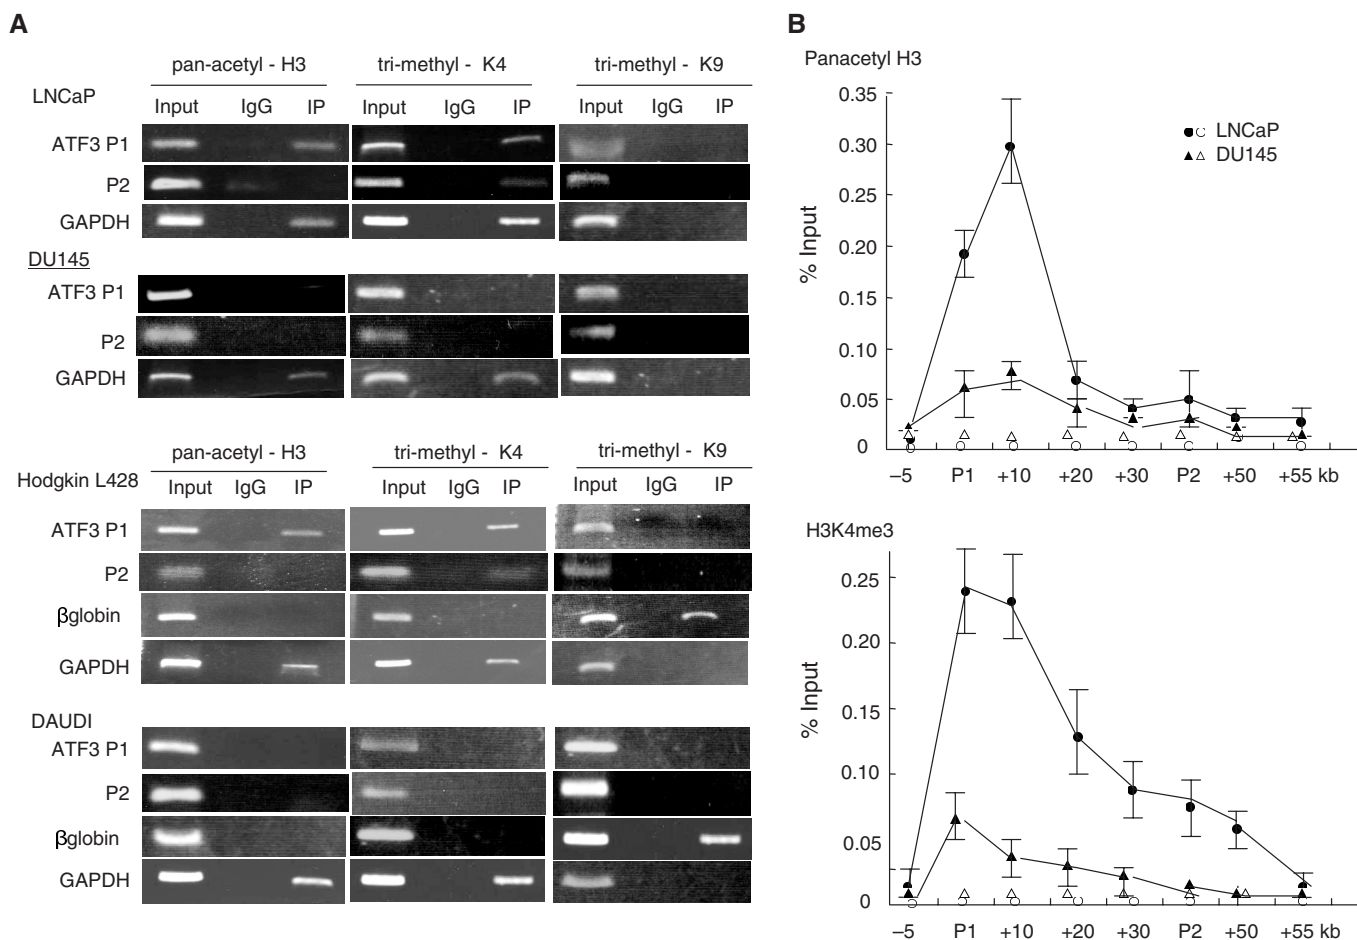 A
pan-acetyl - H3 tri-methyl - K4 tri-methyl - K9
LNCaP
Input IgG IP Input IgG IP Input IgG IP
ATF3 P1
P2
GAPDH
DU145
ATF3 P1
P2
GAPDH
pan-acetyl - H3 tri-methyl - K4 tri-methyl - K9
Hodgkin L428
Input IgG IP Input IgG IP Input IgG IP
ATF3 P1
P2
βglobin
GAPDH
DAUDI
ATF3 P1
P2
βglobin
GAPDH
B
Panacetyl H3
0.35
0.30
0.25
0.20
0.15
0.10
0.05
0
% Input
LNCaP
DU145
–5 P1 +10 +20 +30 P2 +50 +55 kb
H3K4me3
0.25
0.20
0.15
0.10
0.05
0
% Input
–5 P1 +10 +20 +30 P2 +50 +55 kb